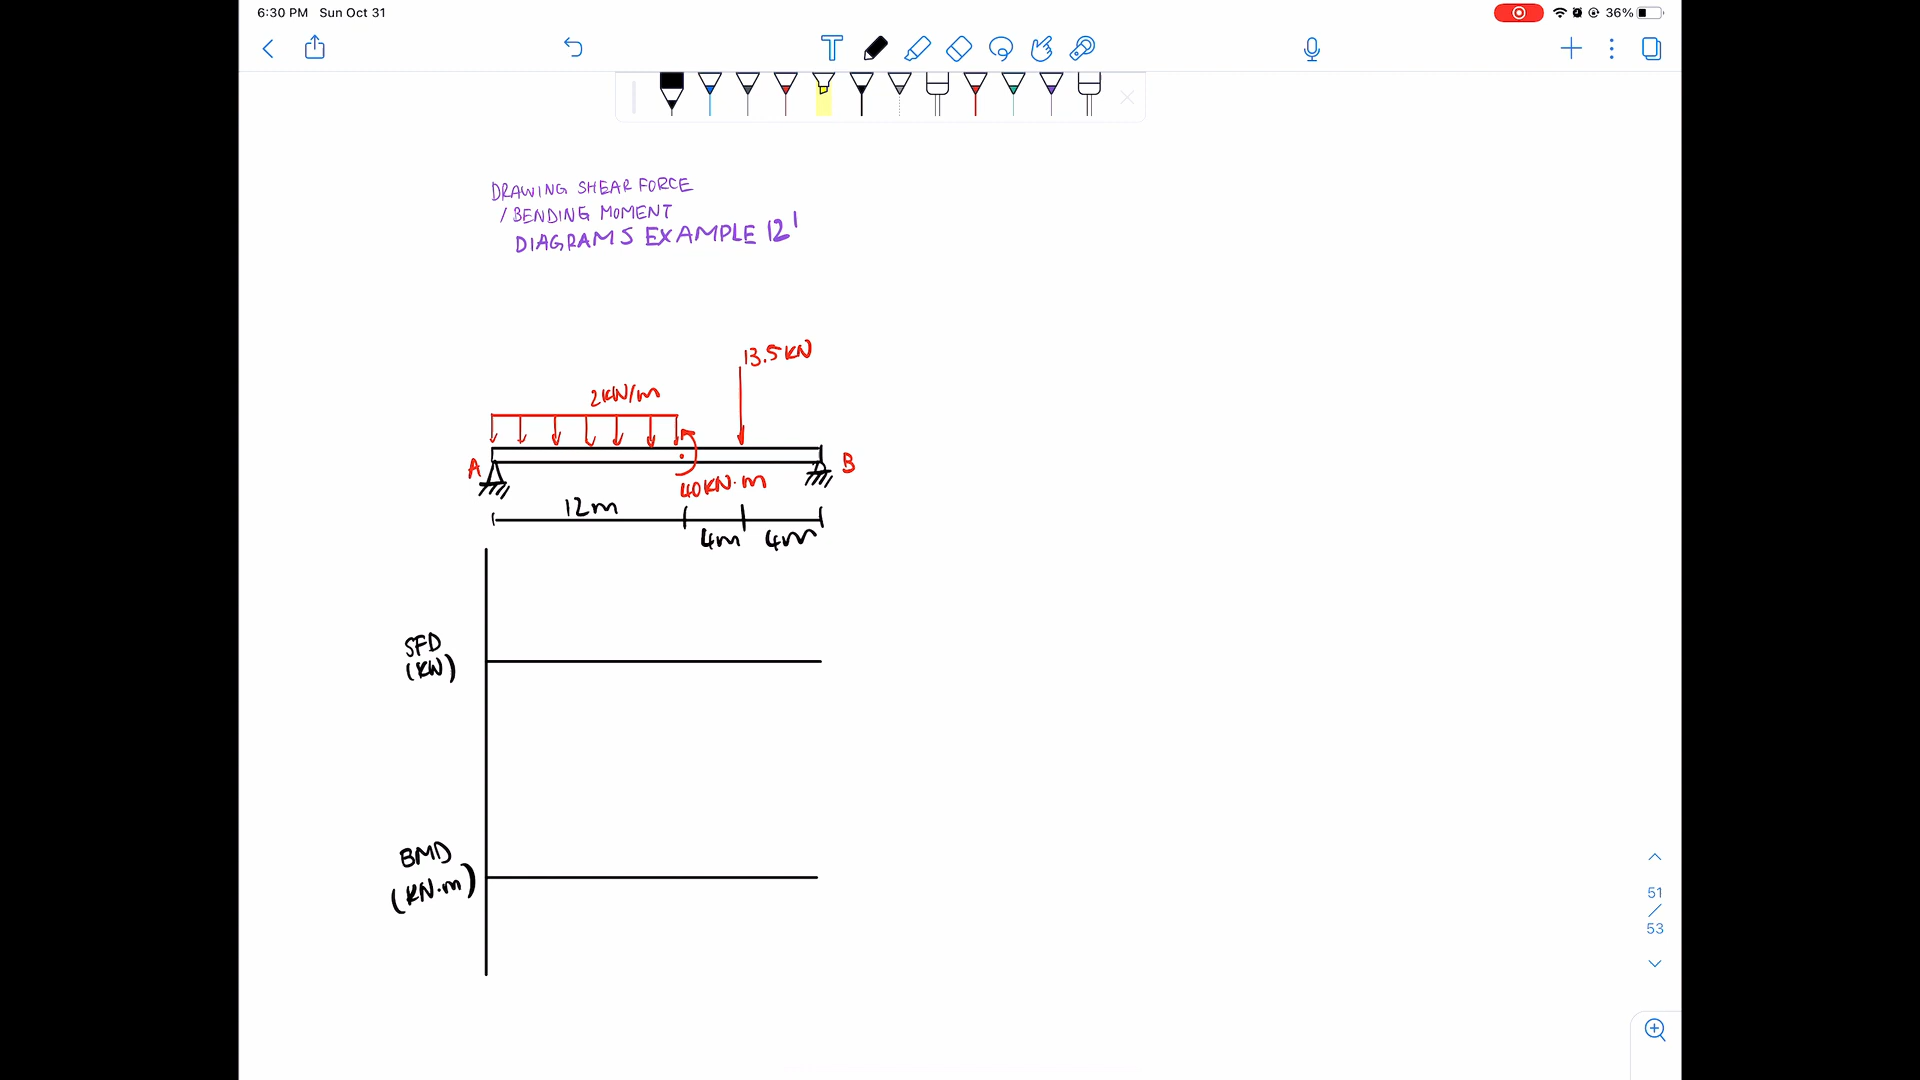 6:30 PM Sun Oct 31
36%
T
DRAWING SHEAR FORCE
/ BENDING MOMENT
DIAGRAMS EXAMPLE 12'
13.5KN
2KN/m
A
B
40KN·m
12m
4m 4m
SFD
(KN)
BMD
(KN·m)
51
/
53